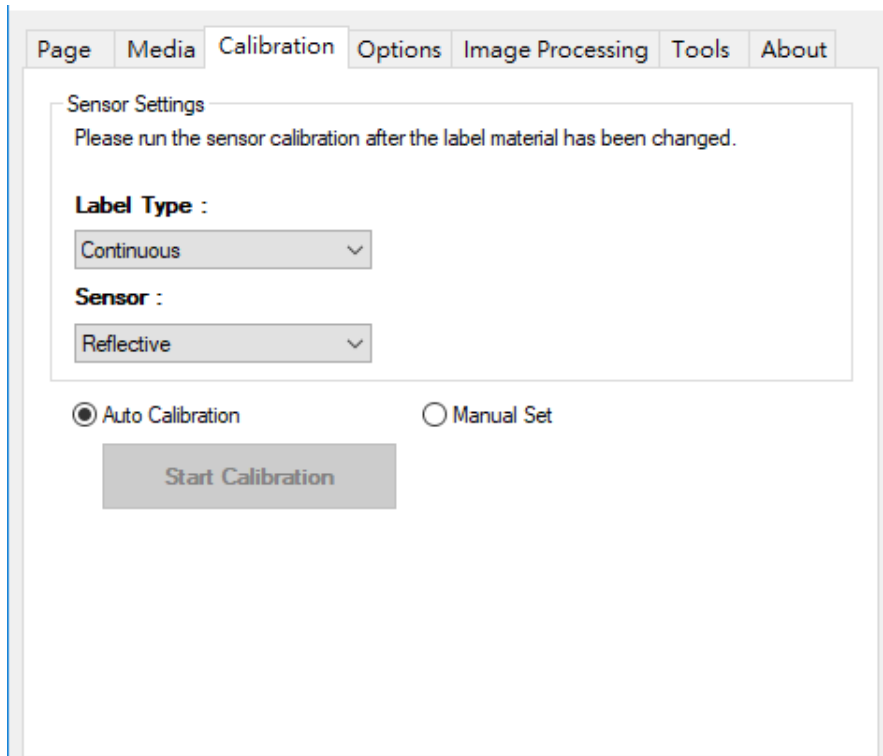 Page Media Calibration Options Image Processing Tools About
Sensor Settings
Please run the sensor calibration after the label material has been changed.
Label Type :
Continuous
Sensor :
Reflective
Auto Calibration Manual Set
Start Calibration